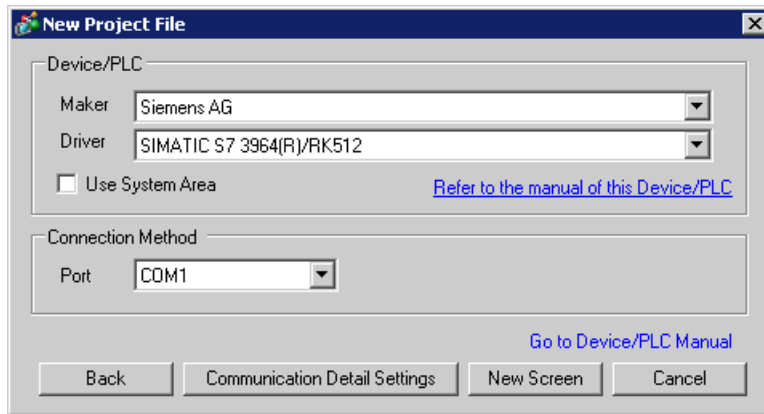 New Project File
Device/PLC
Maker Siemens AG
Driver SIMATIC S7 3964(R)/RK512
Use System Area Refer to the manual of this Device/PLC
Connection Method
Port COM1
Go to Device/PLC Manual
Back Communication Detail Settings New Screen Cancel